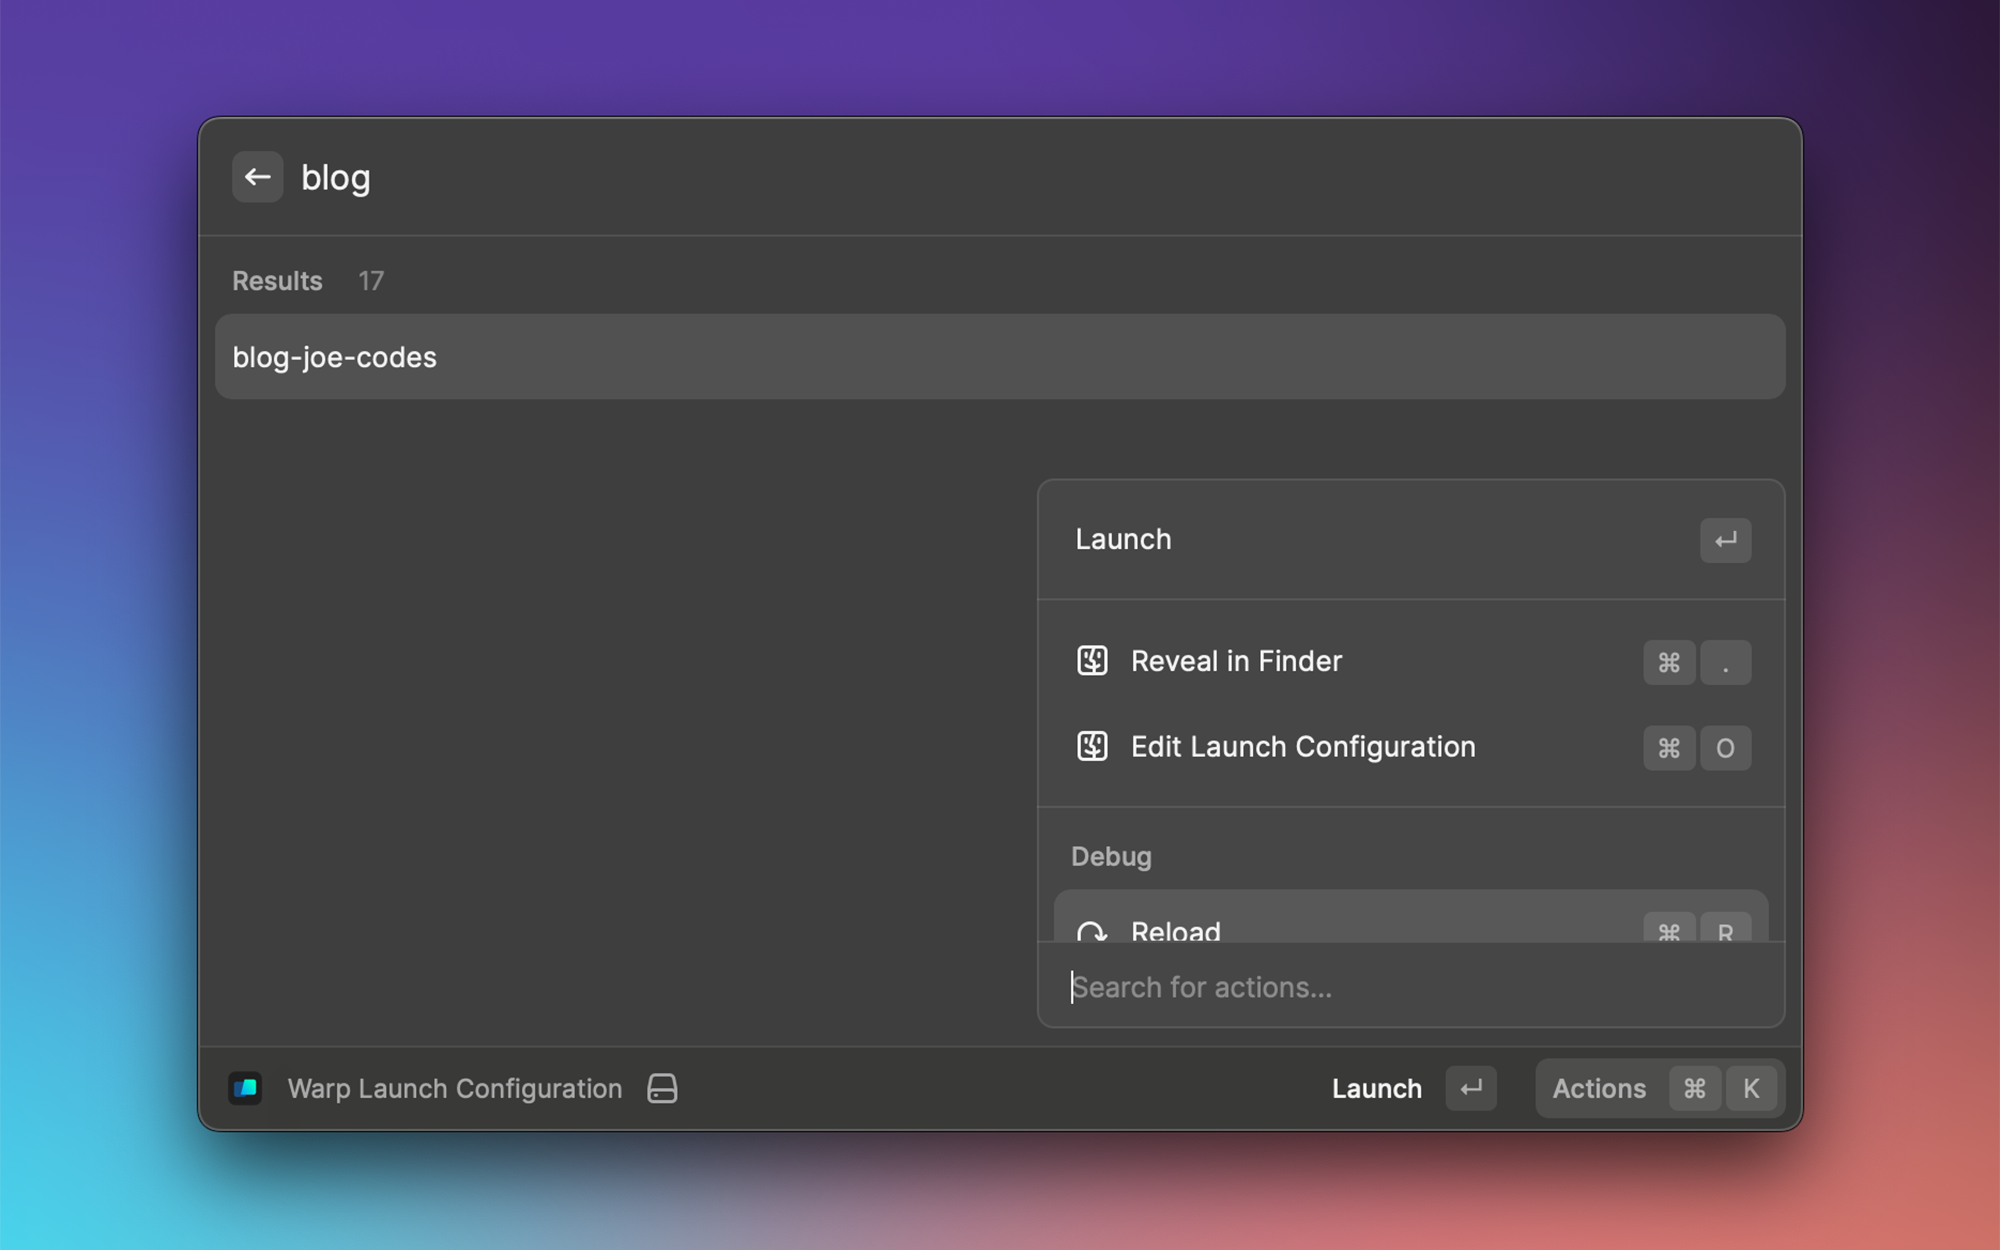 blog
Results 17
blog-joe-codes
Launch ↵
Reveal in Finder ⌘ .
Edit Launch Configuration ⌘ O
Debug
Reload ⌘ R
Search for actions...
Warp Launch Configuration
Launch ↵ Actions ⌘ K